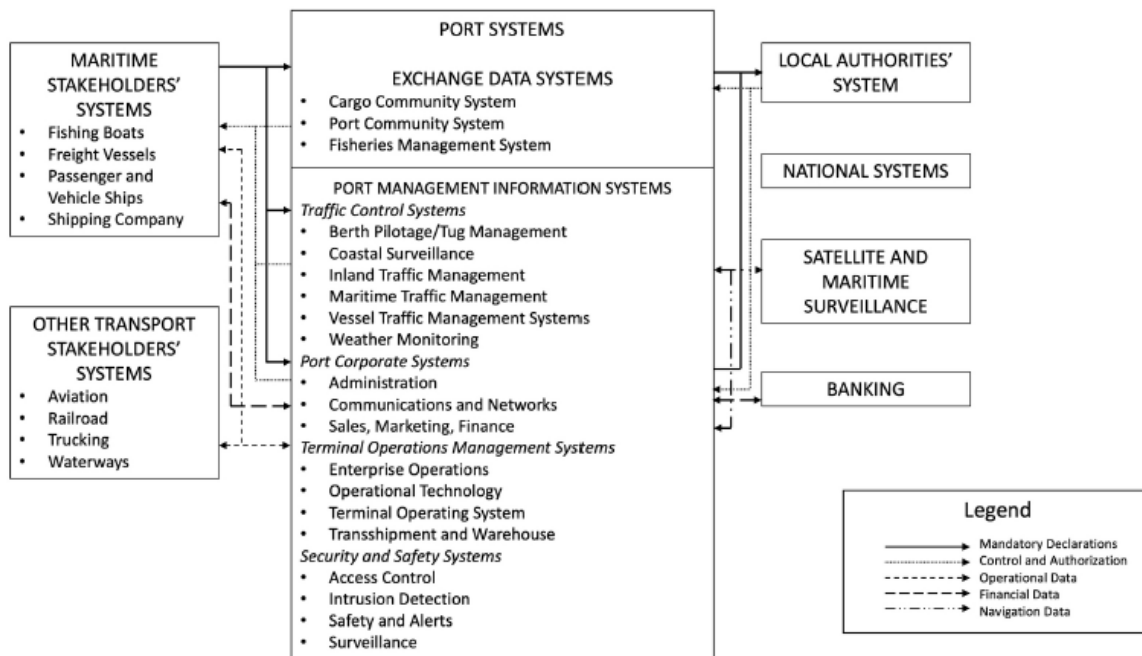 MARITIME
STAKEHOLDERS'
SYSTEMS
• Fishing Boats
• Freight Vessels
• Passenger and
Vehicle Ships
• Shipping Company
OTHER TRANSPORT
STAKEHOLDERS'
SYSTEMS
• Aviation
• Railroad
• Trucking
• Waterways
PORT SYSTEMS
EXCHANGE DATA SYSTEMS
• Cargo Community System
• Port Community System
• Fisheries Management System
PORT MANAGEMENT INFORMATION SYSTEMS
Traffic Control Systems
• Berth Pilotage/Tug Management
• Coastal Surveillance
• Inland Traffic Management
• Maritime Traffic Management
• Vessel Traffic Management Systems
• Weather Monitoring
Port Corporate Systems
• Administration
• Communications and Networks
• Sales, Marketing, Finance
Terminal Operations Management Systems
• Enterprise Operations
• Operational Technology
• Terminal Operating System
• Transshipment and Warehouse
Security and Safety Systems
• Access Control
• Intrusion Detection
• Safety and Alerts
• Surveillance
LOCAL AUTHORITIES'
SYSTEM
NATIONAL SYSTEMS
SATELLITE AND
MARITIME
SURVEILLANCE
BANKING
Legend
Mandatory Declarations
Control and Authorization
Operational Data
Financial Data
Navigation Data